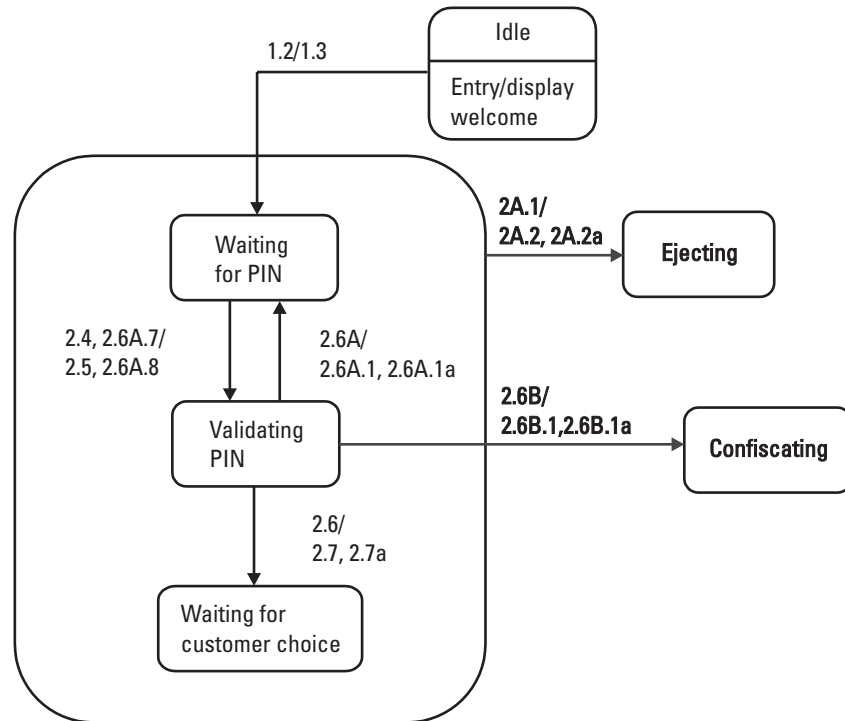 Idle
1.2/1.3
Entry/display
welcome
2A.1/
2A.2, 2A.2a
Ejecting
Waiting
for PIN
2.4, 2.6A.7/
2.5, 2.6A.8
2.6A/
2.6A.1, 2.6A.1a
2.6B/
2.6B.1,2.6B.1a
Validating
PIN
Confiscating
2.6/
2.7, 2.7a
Waiting for
customer choice